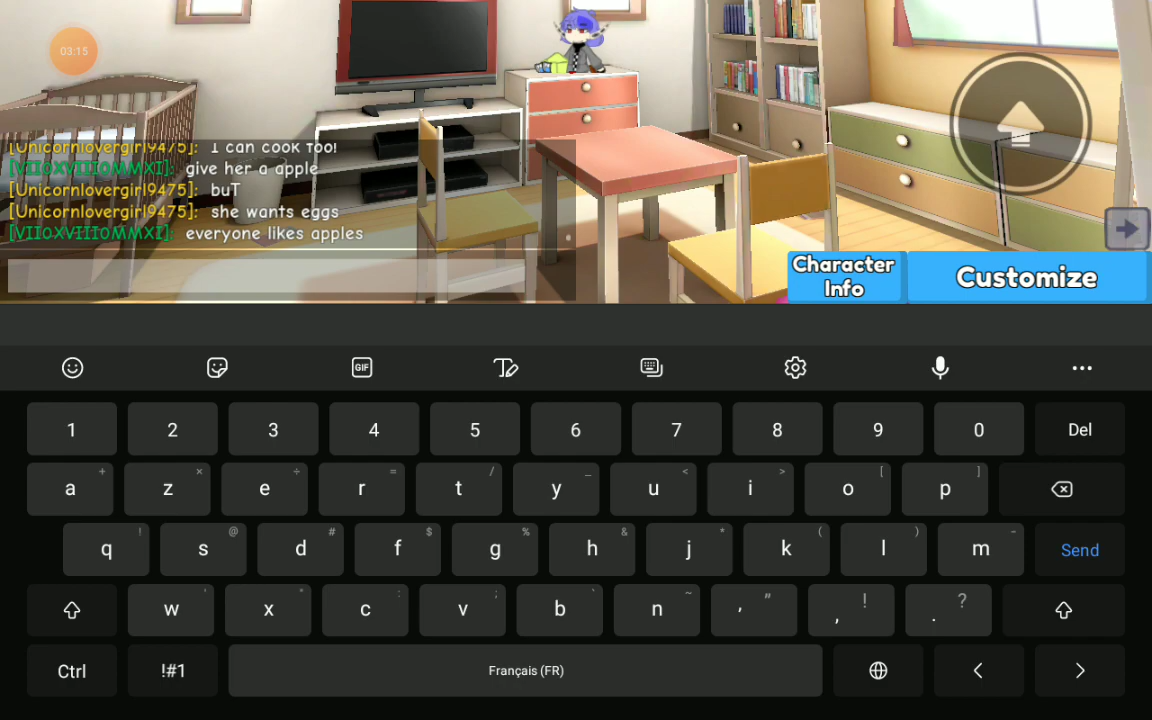 03:15
[Unicornlovergirl9475]: I can cook too!
[VIIOXVIIIOMMXI]: give her a apple
[Unicornlovergirl9475]: buT
[Unicornlovergirl9475]: she wants eggs
[VIIOXVIIIOMMXI]: everyone likes apples
Character
Info
Customize
GIF
1 2 3 4 5 6 7 8 9 0 Del
+ × ÷ = / _ < > [ ]
a z e r t y u i o p
! @ # $ % & * ( ) -
q s d f g h j k l m Send
' " : ; ` ~ " ! ?
w x c v b n ' , .
Ctrl !#1 Français (FR) < >